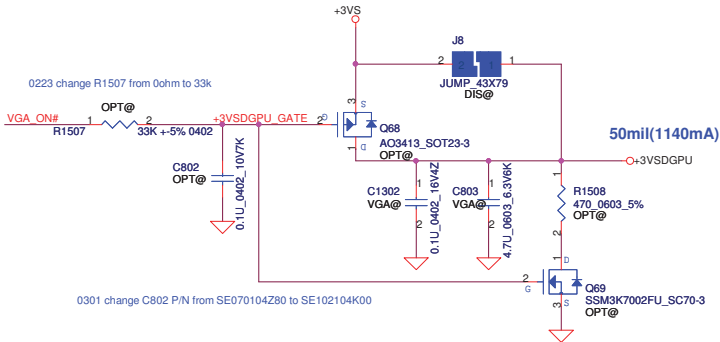 +3VS
J8
2
2
1
1
JUMP_43X79
DIS@
0223 change R1507 from 0ohm to 33k
OPT@
VGA_ON#
1
2
+3VSDGPU_GATE
2
G
3
S
R1507
33K +-5% 0402
Q68
AO3413_SOT23-3
OPT@
1
D
50mil(1140mA)
+3VSDGPU
C802
OPT@
1
2
0.1U_0402_10V7K
C1302
VGA@
1
2
0.1U_0402_16V4Z
C803
VGA@
1
2
4.7U_0603_6.3V6K
1
R1508
470_0603_5%
OPT@
2
1
D
2
G
Q69
SSM3K7002FU_SC70-3
OPT@
3
S
0301 change C802 P/N from SE070104Z80 to SE102104K00